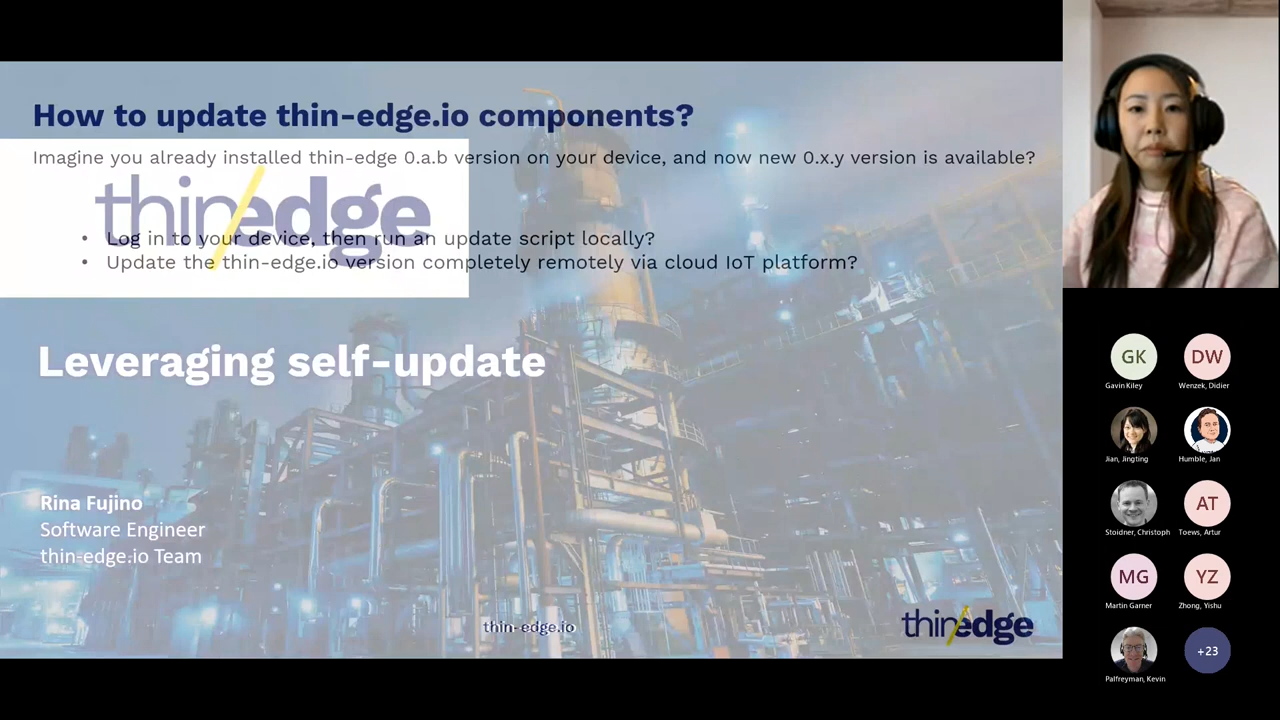 How to update thin-edge.io components?
Imagine you already installed thin-edge 0.a.b version on your device, and now new 0.x.y version is available?
thin/edge
• Log in to your device, then run an update script locally?
• Update the thin-edge.io version completely remotely via cloud IoT platform?
Leveraging self-update
Rina Fujino
Software Engineer
thin-edge.io Team
thin-edge.io
thin/edge
GK
DW
Gavin Kiley
Wenzek, Didier
Jian, Jingting
Humble, Jan
AT
Stoidner, Christoph
Toews, Artur
MG
YZ
Martin Garner
Zhong, Yishu
+23
Palfreyman, Kevin